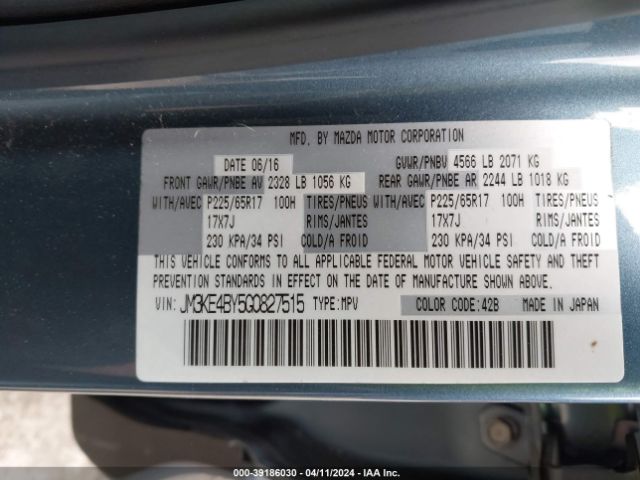 MFD. BY MAZDA MOTOR CORPORATION
DATE 06/16 GVWR/PNBV 4566 LB 2071 KG
FRONT GAWR/PNBE AV 2328 LB 1056 KG REAR GAWR/PNBE AR 2244 LB 1018 KG
WITH/AVEC P225/65R17 100H TIRES/PNEUS WITH/AVEC P225/65R17 100H TIRES/PNEUS
17X7J RIMS/JANTES 17X7J RIMS/JANTES
230 KPA/34 PSI COLD/A FROID 230 KPA/34 PSI COLD/A FROID
THIS VEHICLE CONFORMS TO ALL APPLICABLE FEDERAL MOTOR VEHICLE SAFETY AND THEFT
PREVENTION STANDARDS IN EFFECT ON THE DATE OF MANUFACTURE SHOWN ABOVE.
VIN: JM3KE4BY5G0827515 TYPE: MPV COLOR CODE: 42B MADE IN JAPAN
000-39186030 - 04/11/2024 - IAA Inc.